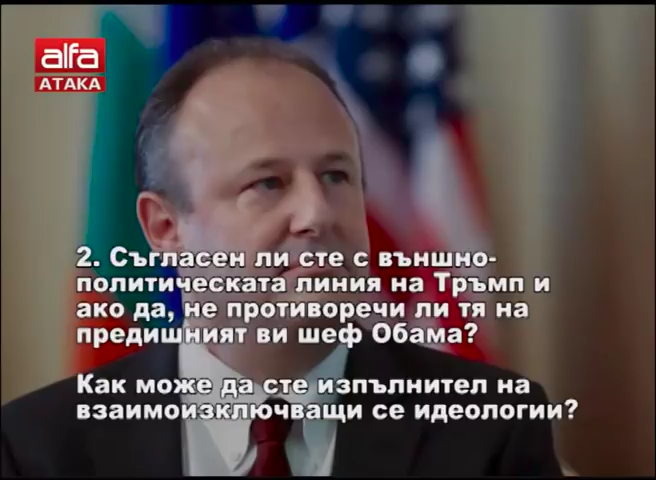 alfa
АТАКА
2. Съгласен ли сте с външно-
политическата линия на Тръмп и
ако да, не противоречи ли тя на
предишният ви шеф Обама?
Как може да сте изпълнител на
взаимоизключващи се идеологии?